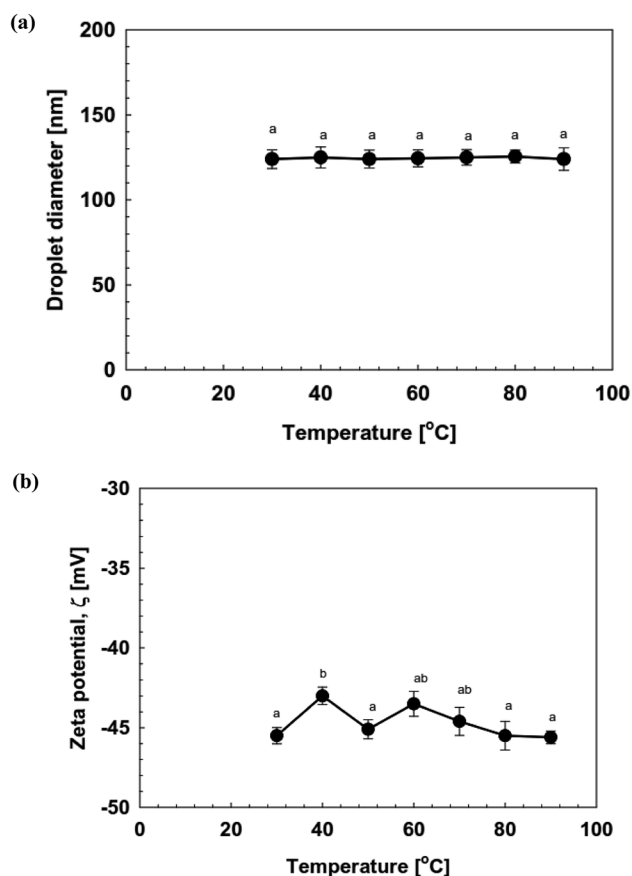 (a)
200
150
100
50
0
Droplet diameter [nm]
a a a a a a a
0 20 40 60 80 100
Temperature [°C]
(b)
-30
-35
-40
-45
-50
Zeta potential, ζ [mV]
a b a ab ab a a
0 20 40 60 80 100
Temperature [°C]